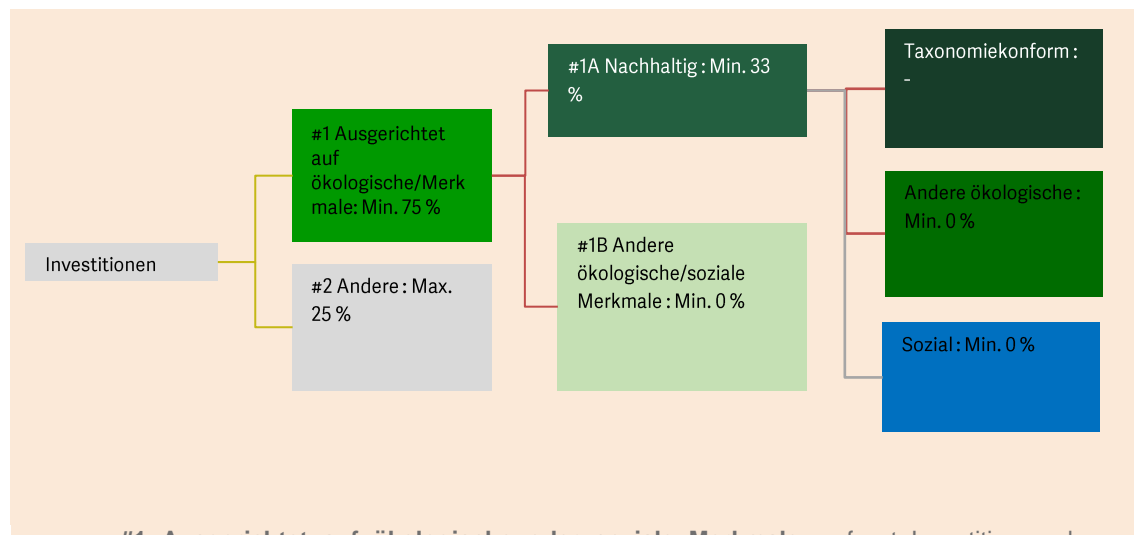 Investitionen
#1 Ausgerichtet
auf
ökologische/Merk
male: Min. 75 %
#2 Andere : Max.
25 %
#1A Nachhaltig : Min. 33
%
#1B Andere
ökologische/soziale
Merkmale : Min. 0 %
Taxonomiekonform :
-
Andere ökologische :
Min. 0 %
Sozial : Min. 0 %